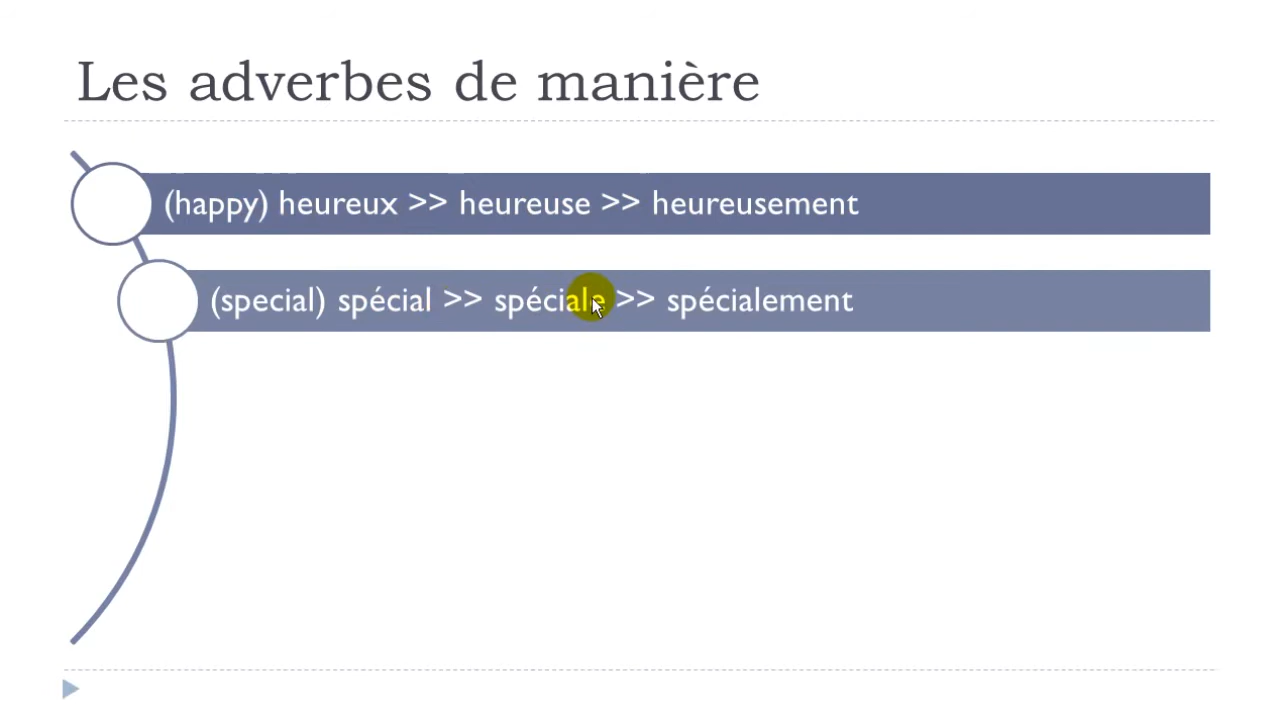 Les adverbes de manière
(happy) heureux >> heureuse >> heureusement
(special) spécial >> spéciale >> spécialement